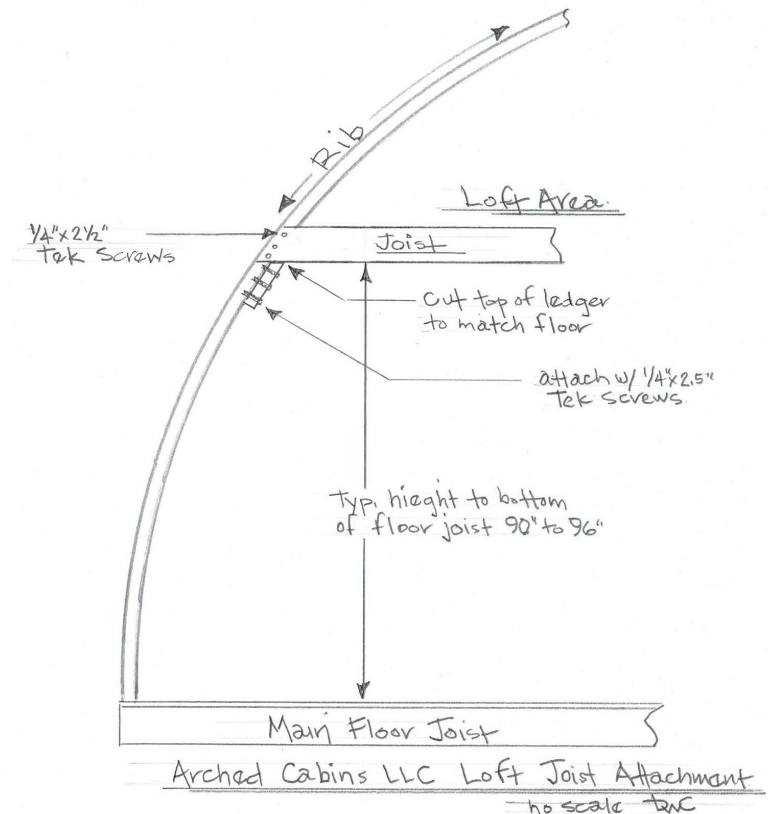 Rib
Loft Area.
1/4"x2 1/2"
Tek Screws
Joist
Cut top of ledger
to match floor
attach w/ 1/4"x2.5"
Tek Screws
Typ. hieght to bottom
of floor joist 90" to 96"
Main Floor Joist
Arched Cabins LLC Loft Joist Attachment
no scale